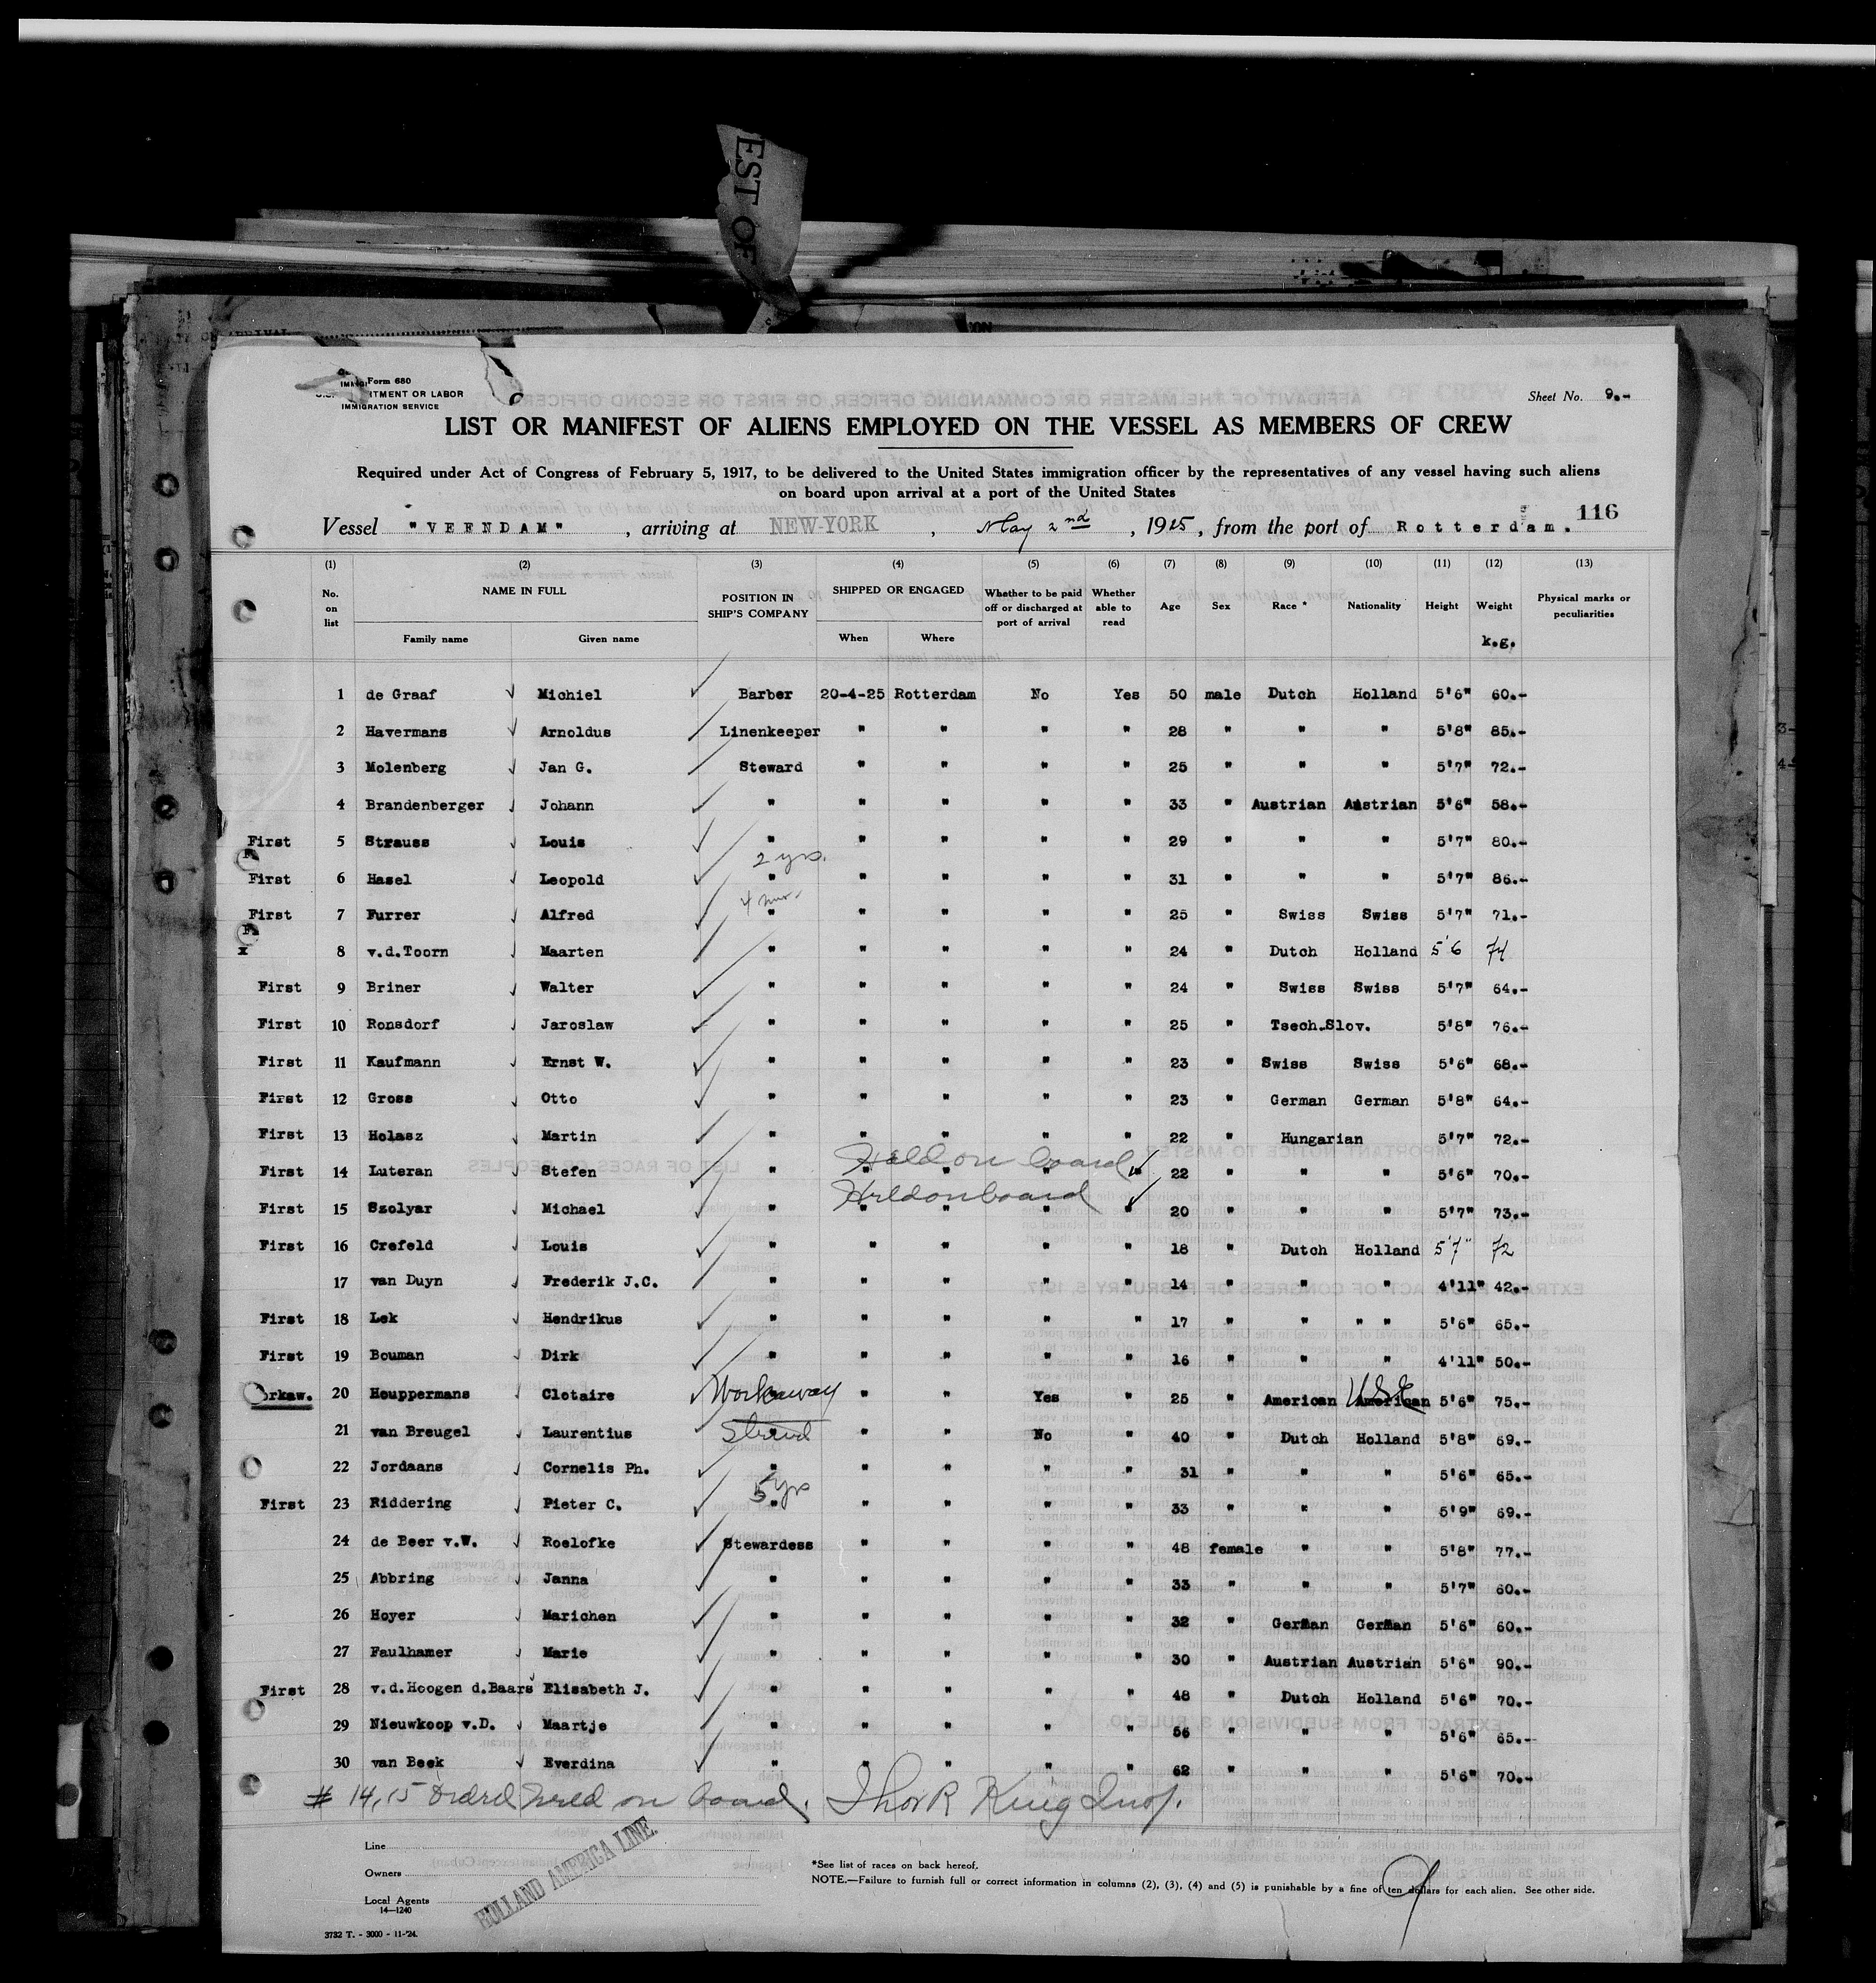 EST OF
Form 680
TMENT OR LABOR
IMMIGRATION SERVICE
Sheet No. 9.-
LIST OR MANIFEST OF ALIENS EMPLOYED ON THE VESSEL AS MEMBERS OF CREW
Required under Act of Congress of February 5, 1917, to be delivered to the United States immigration officer by the representatives of any vessel having such aliens
on board upon arrival at a port of the United States
116
Vessel "VEENDAM", arriving at NEW-YORK, May 2nd, 1925, from the port of Rotterdam.
(1) (2) (3) (4) (5) (6) (7) (8) (9) (10) (11) (12) (13)
No. on list NAME IN FULL POSITION IN SHIP'S COMPANY SHIPPED OR ENGAGED Whether to be paid off or discharged at port of arrival Whether able to read Age Sex Race * Nationality Height Weight Physical marks or peculiarities
Family name Given name When Where k.g.
1 de Graaf Michiel Barber 20-4-25 Rotterdam No Yes 50 male Dutch Holland 5'6" 60.-
2 Havermans Arnoldus Linenkeeper " " " " 28 " " " 5'8" 85.-
3 Molenberg Jan G. Steward " " " " 25 " " " 5'7" 72.-
4 Brandenberger Johann " " " " " 33 " Austrian Austrian 5'6" 58.-
First 5 Strauss Louis " " " " " 29 " " " 5'7" 80.-
2 yrs.
First 6 Hasel Leopold " " " " " 31 " " " 5'7" 86.-
First 7 Furrer Alfred " " " " " 25 " Swiss Swiss 5'7" 71.-
x 8 v.d.Toorn Maarten " " " " " 24 " Dutch Holland 5'6 74
First 9 Briner Walter " " " " " 24 " Swiss Swiss 5'7" 64.-
First 10 Ronsdorf Jaroslaw " " " " " 25 " Tsech.Slov. 5'8" 76.-
First 11 Kaufmann Ernst W. " " " " " 23 " Swiss Swiss 5'6" 68.-
First 12 Gross Otto " " " " " 23 " German German 5'8" 64.-
First 13 Holasz Martin " " " " " 22 " Hungarian 5'7" 72.-
Held on board
First 14 Luteran Stefen " " " " " 22 " " " 5'6" 70.-
Held on board
First 15 Szolyar Michael " " " " " 20 " " " 5'7" 73.-
First 16 Crefeld Louis " " " " " 18 " Dutch Holland 5'7" 72
17 van Duyn Frederik J.C. " " " " " 14 " " " 4'11" 42.-
First 18 Lek Hendrikus " " " " " 17 " " " 5'6" 65.-
First 19 Bouman Dirk " " " " " 16 " " " 4'11" 50.-
rkaw. 20 Houppermans Clotaire Workaway " " Yes " 25 " American American USC 5'6" 75.-
21 van Breugel Laurentius " " No " 40 " Dutch Holland 5'8" 69.-
22 Jordaans Cornelis Ph. " " " " " 31 " " " 5'6" 65.-
5 yrs
First 23 Riddering Pieter C. " " " " " 33 " " " 5'9" 69.-
24 de Beer v.W. Roelofke Stewardess " " " " 48 female " " 5'8" 77.-
25 Abbring Janna " " " " " 33 " " " 5'7" 60.-
26 Hoyer Marichen " " " " " 32 " German German 5'6" 60.-
27 Faulhamer Marie " " " " " 30 " Austrian Austrian 5'6" 90.-
First 28 v.d.Hoogen d.Baars Elisabeth J. " " " " " 48 " Dutch Holland 5'6" 70.-
29 Nieuwkoop v.D. Maartje " " " " " 56 " " " 5'6" 65.-
30 van Beek Everdina " " " " " 62 " " " 5'6" 70.-
# 14, 15 held on board. Thor R King Insp.
Line
Owners
Local Agents
HOLLAND AMERICA LINE.
14—1240
*See list of races on back hereof.
NOTE.—Failure to furnish full or correct information in columns (2), (3), (4) and (5) is punishable by a fine of ten dollars for each alien. See other side.
3732 T. - 3000 - 11-'24.